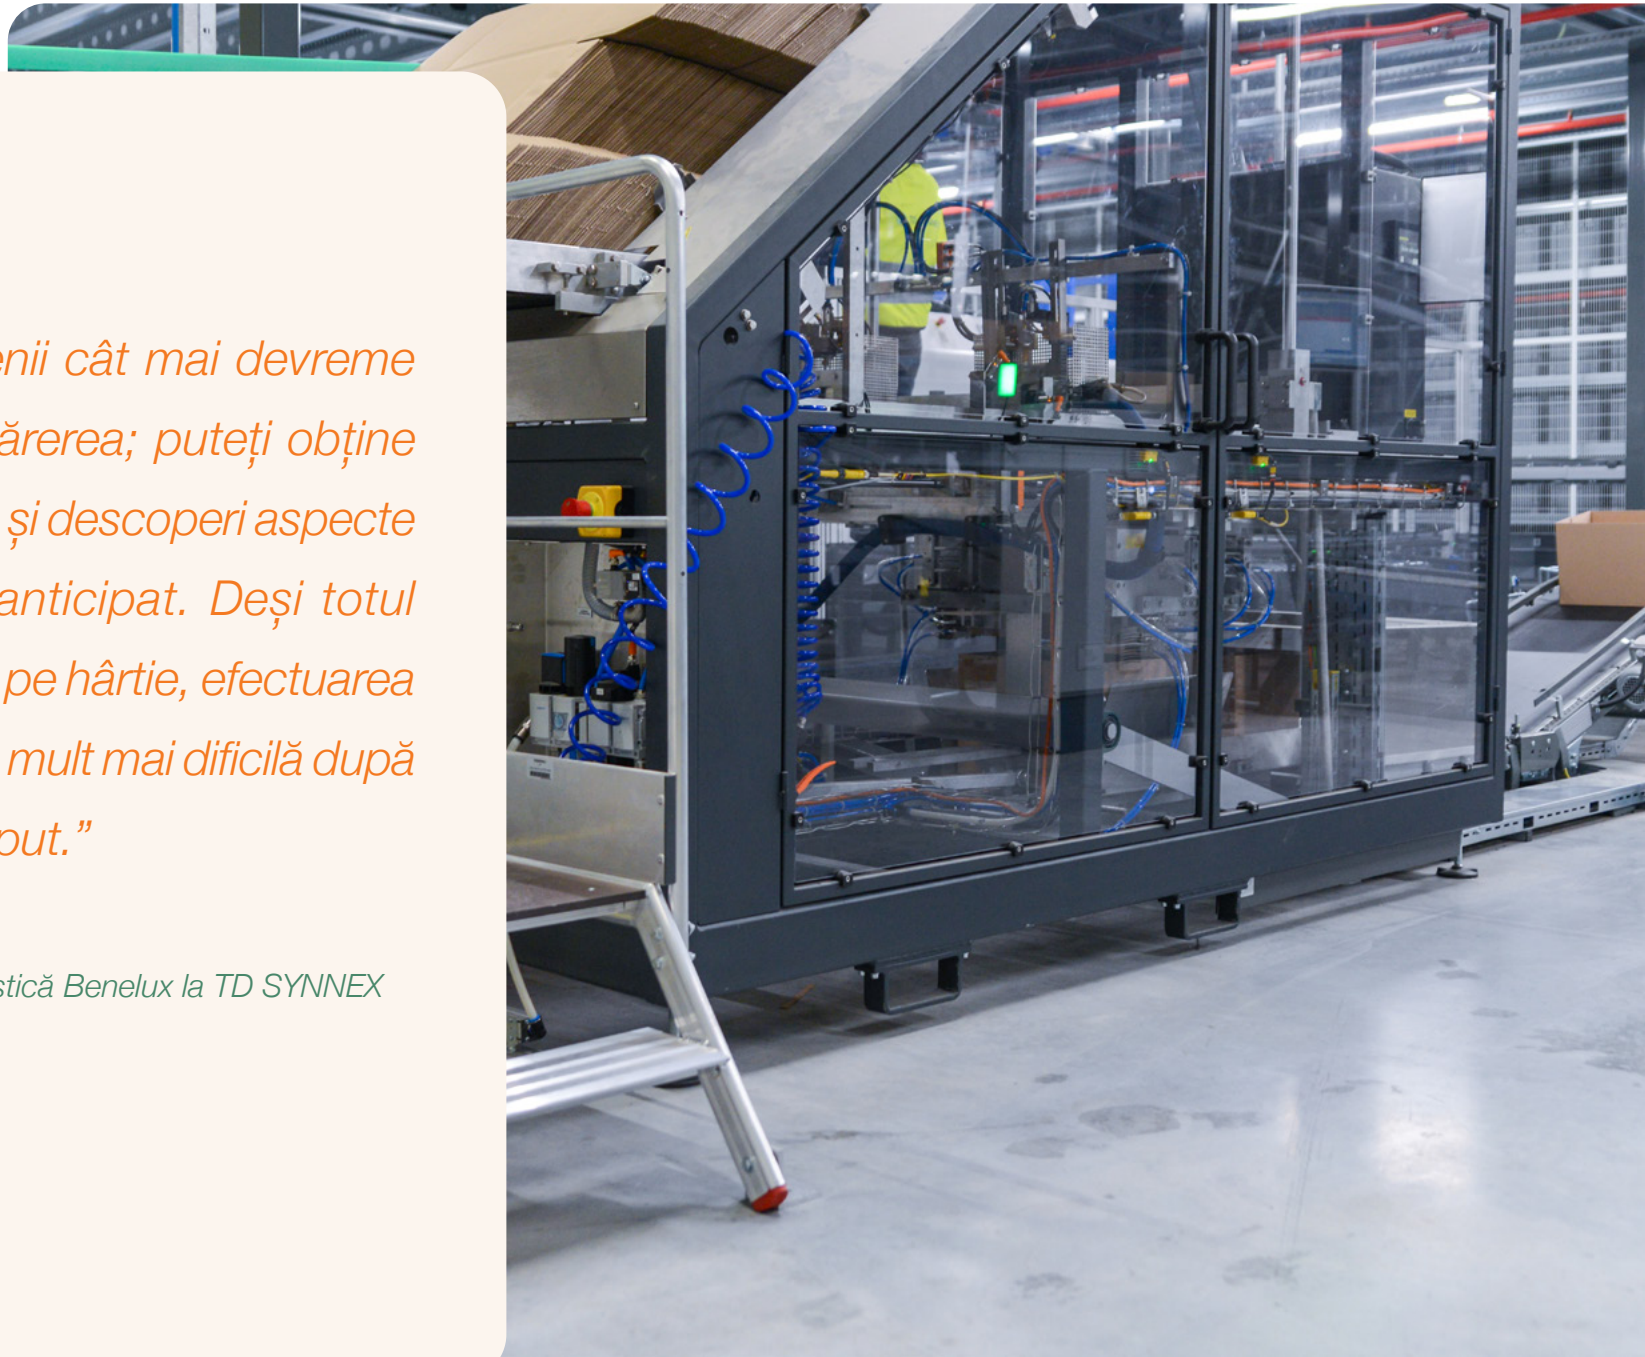 enii cât mai devreme
ărerea; puteți obține
și descoperi aspecte
anticipat. Deși totul
pe hârtie, efectuarea
mult mai dificilă după
put.”
stică Benelux la TD SYNNEX